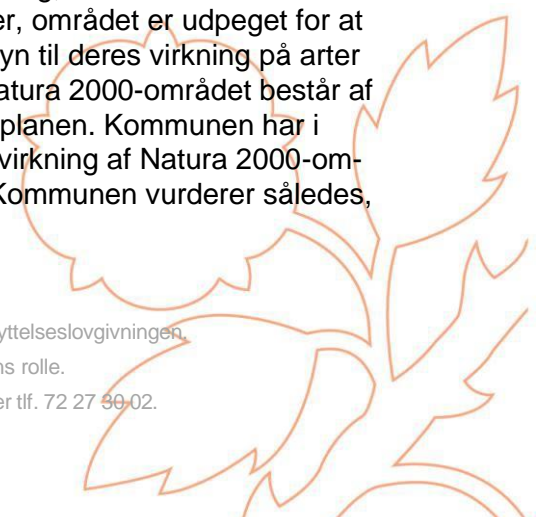 er, området er udpeget for at
yn til deres virkning på arter
atura 2000-området består af
planen. Kommunen har i
virkning af Natura 2000-om-
Kommunen vurderer således,
yttelseslovgivningen,
ns rolle.
er tlf. 72 27 30 02.